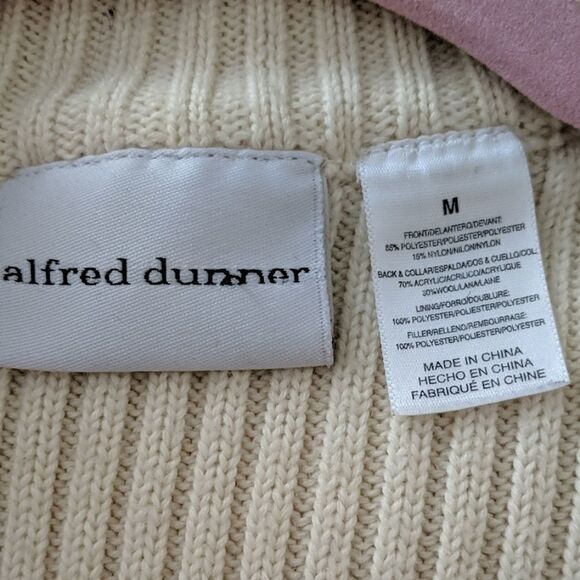 alfred dunner
M
FRONT/DELANTERO/DEVANT:
85% POLYESTER/POLIESTER/POLYESTER
15% NYLON/NILON/NYLON
BACK & COLLAR/ESPALDA/DOS & CUELLO/COL:
70% ACRYLIC/ACRILICO/ACRYLIQUE
30%WOOL/LANA/LAINE
LINING/FORRO/DOUBLURE:
100% POLYESTER/POLIESTER/POLYESTER
FILLER/RELLENO/REMBOURRAGE:
100% POLYESTER/POLIESTER/POLYESTER
MADE IN CHINA
HECHO EN CHINA
FABRIQUÉ EN CHINE